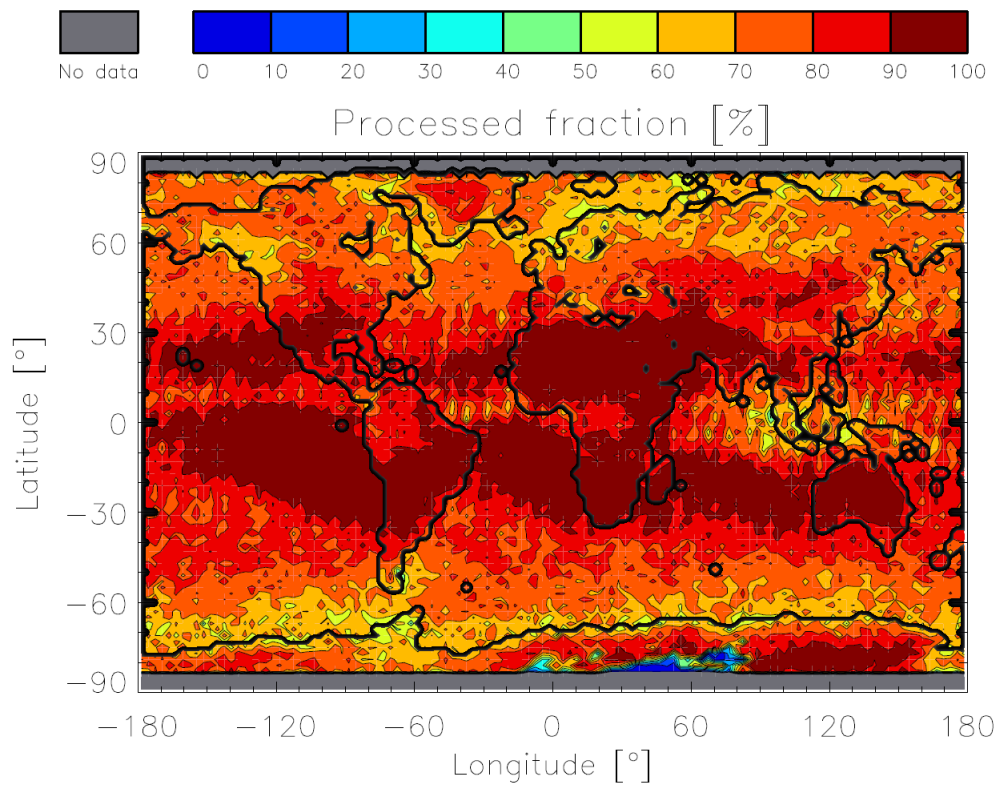 No data
0 10 20 30 40 50 60 70 80 90 100
Processed fraction [%]
90
60
30
0
−30
−60
−90
Latitude [°]
−180 −120 −60 0 60 120 180
Longitude [°]